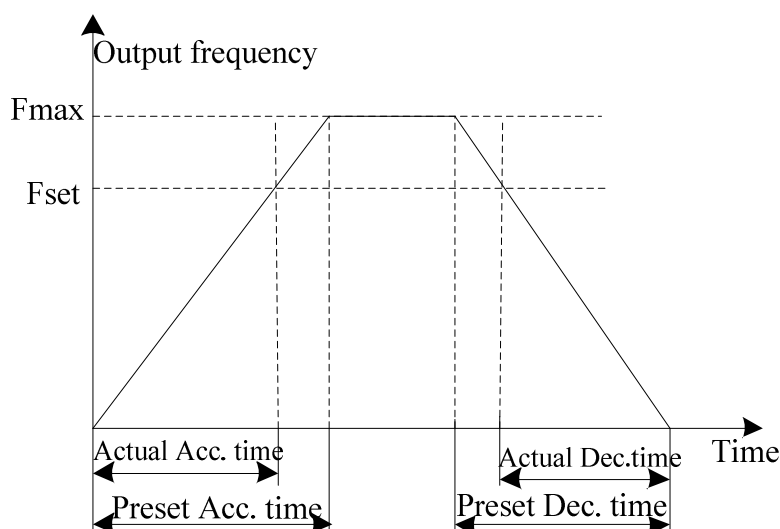 Output frequency
Fmax
Fset
Actual Acc. time
Actual Dec.time
Time
Preset Acc. time
Preset Dec. time